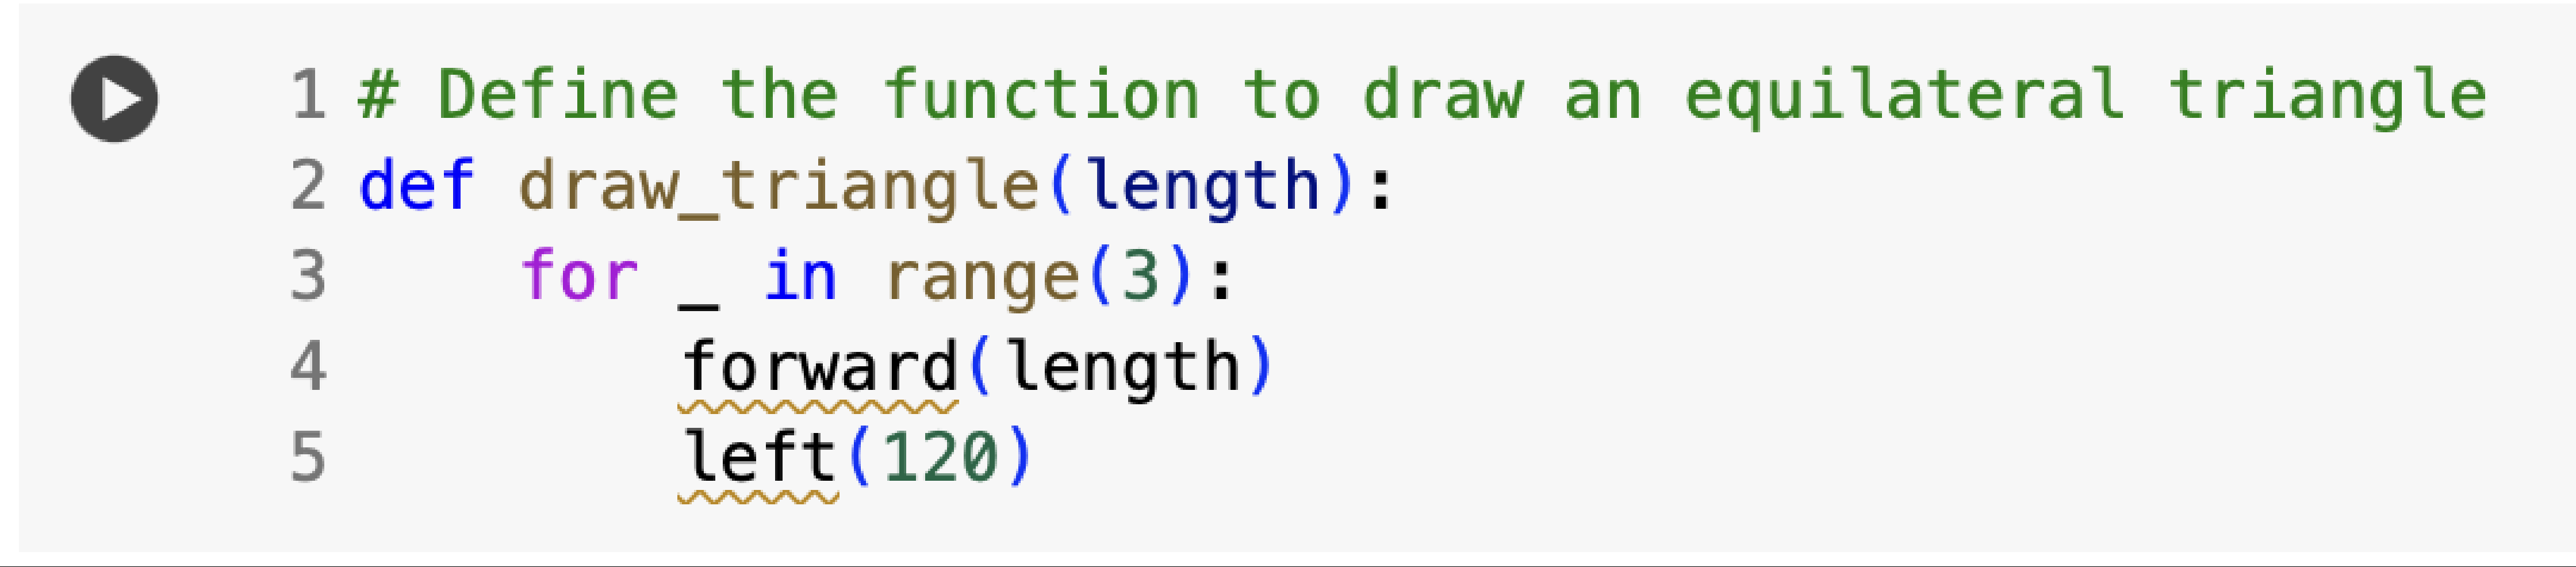 1 # Define the function to draw an equilateral triangle
2 def draw_triangle(length):
3     for _ in range(3):
4         forward(length)
5         left(120)